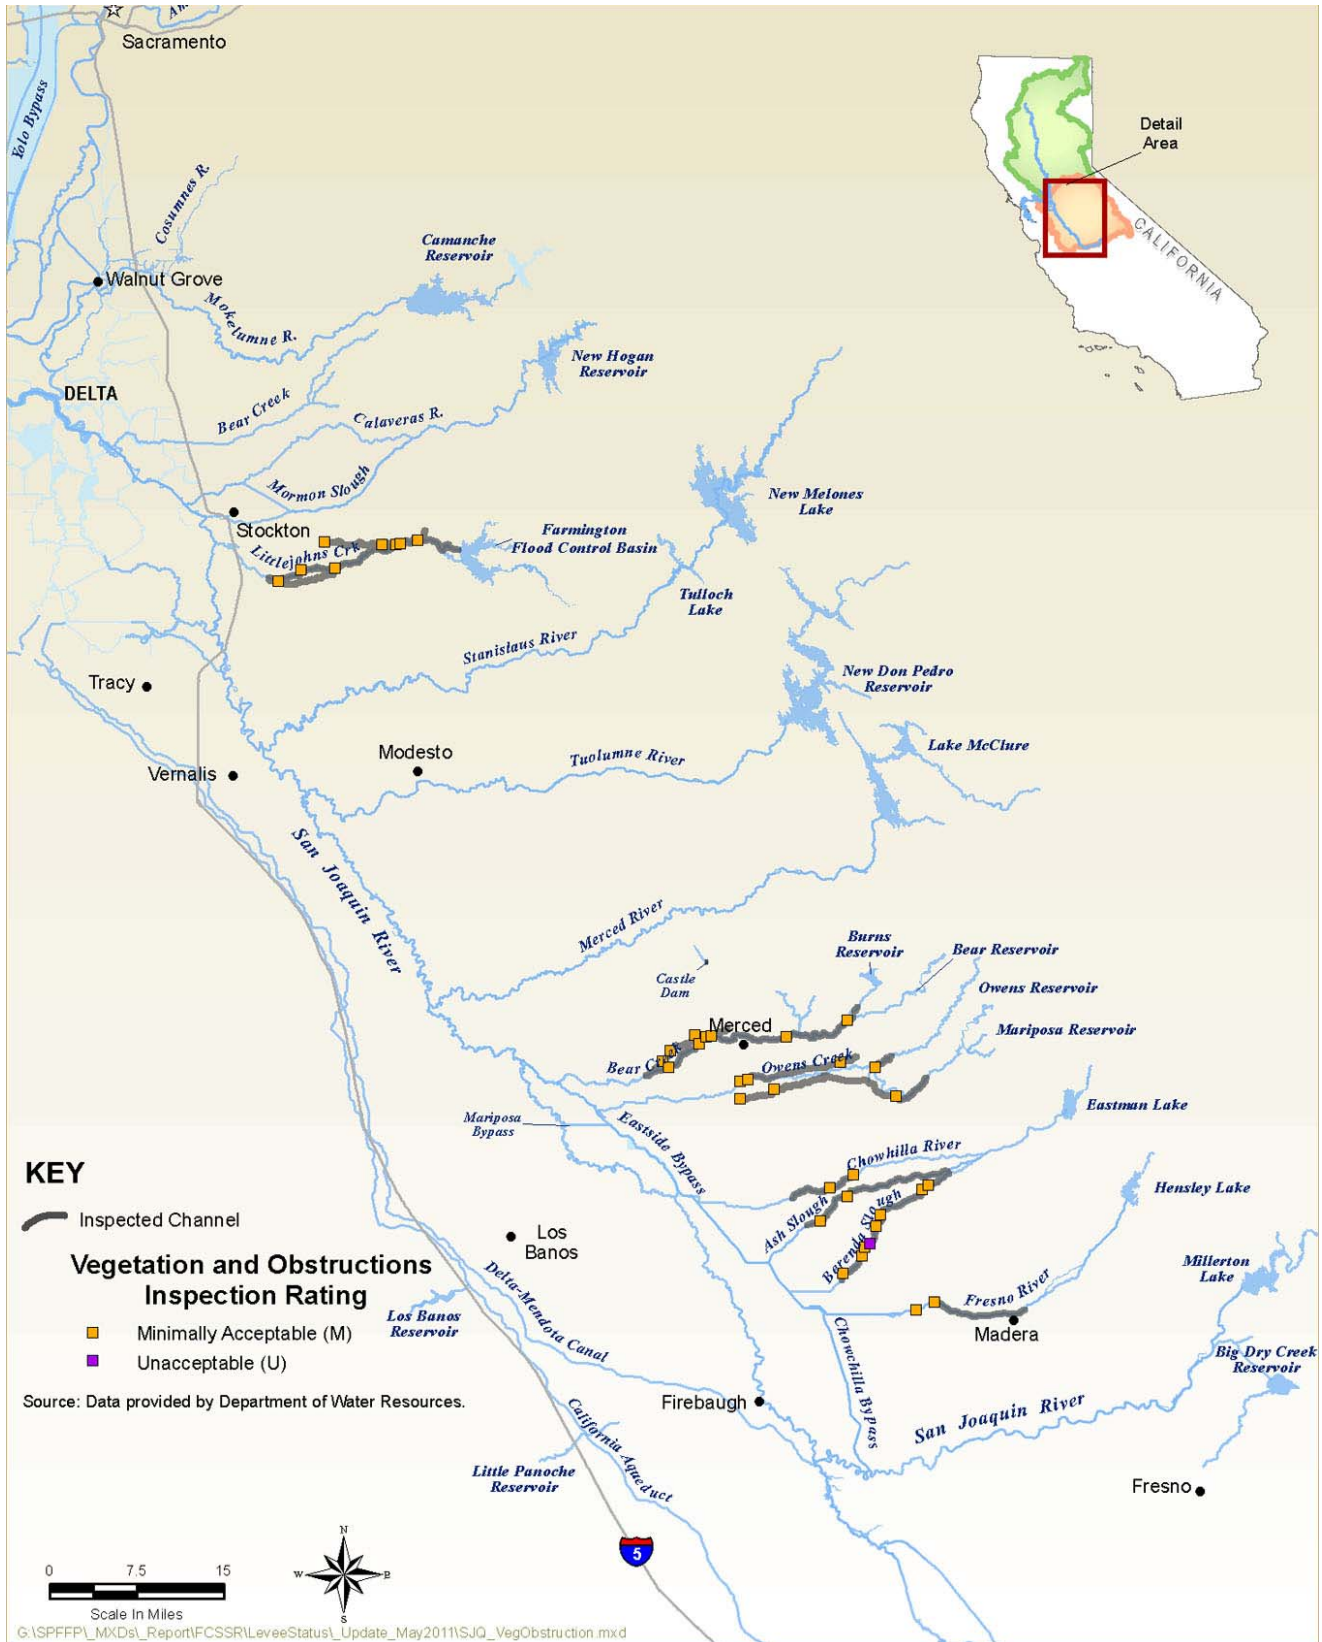 Am
Sacramento
Yolo Bypass
Detail
Area
Cosumnes R.
CALIFORNIA
Camanche
Reservoir
Walnut Grove
Mokelumne R.
New Hogan
Reservoir
DELTA
Bear Creek
Calaveras R.
Mormon Slough
New Melones
Lake
Stockton
Farmington
Flood Control Basin
Littlejohns Crk
Tulloch
Lake
Stanislaus River
New Don Pedro
Reservoir
Tracy
Lake McClure
Modesto
Tuolumne River
Vernalis
San Joaquin River
Merced River
Burns
Reservoir
Bear Reservoir
Castle
Dam
Owens Reservoir
Merced
Mariposa Reservoir
Bear Creek
Owens Creek
Mariposa
Bypass
Eastside Bypass
Eastman Lake
Chowhilla River
KEY
Hensley Lake
Inspected Channel
Ash Slough
Barenda Slough
Los
Banos
Vegetation and Obstructions
Inspection Rating
Delta-Mendota Canal
Millerton
Lake
Fresno River
Los Banos
Reservoir
Minimally Acceptable (M)
Madera
Unacceptable (U)
Chowchilla Bypass
Big Dry Creek
Reservoir
Source: Data provided by Department of Water Resources.
Firebaugh
San Joaquin River
California Aqueduct
Little Panoche
Reservoir
Fresno
N
W E
S
5
0 7.5 15
Scale In Miles
G:\SPFFP\_MXDs\_Report\FCSSR\LeveeStatus\_Update_May2011\SJQ_VegObstruction.mxd